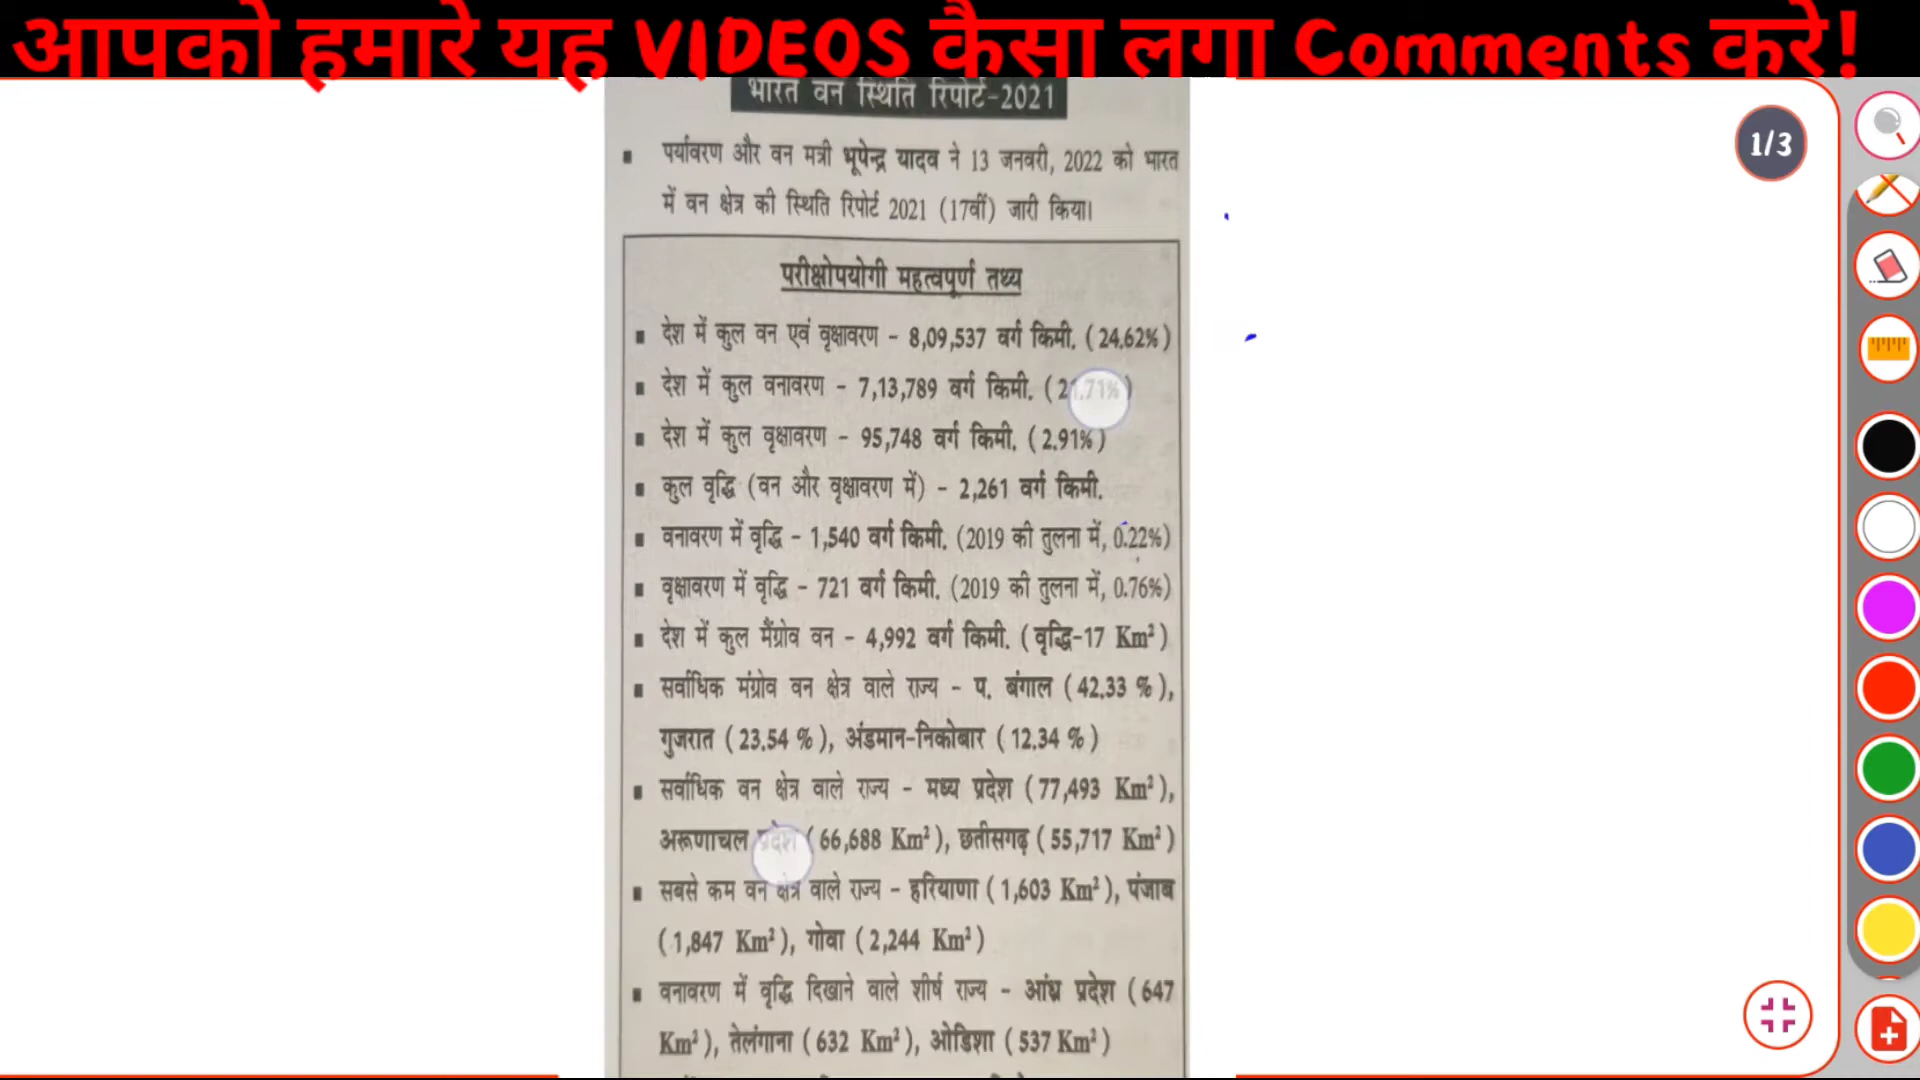 आपको हमारे यह VIDEOS कैसा लगा Comments करे!
भारत वन स्थिति रिपोर्ट-2021
1/3
▪ पर्यावरण और वन मंत्री भूपेन्द्र यादव ने 13 जनवरी, 2022 को भारत
में वन क्षेत्र की स्थिति रिपोर्ट 2021 (17वीं) जारी किया।
परीक्षोपयोगी महत्वपूर्ण तथ्य
▪ देश में कुल वन एवं वृक्षावरण - 8,09,537 वर्ग किमी. (24.62%)
▪ देश में कुल वनावरण - 7,13,789 वर्ग किमी. (21.71%)
▪ देश में कुल वृक्षावरण - 95,748 वर्ग किमी. (2.91%)
▪ कुल वृद्धि (वन और वृक्षावरण में) - 2,261 वर्ग किमी.
▪ वनावरण में वृद्धि - 1,540 वर्ग किमी. (2019 की तुलना में, 0.22%)
▪ वृक्षावरण में वृद्धि - 721 वर्ग किमी. (2019 की तुलना में, 0.76%)
▪ देश में कुल मैंग्रोव वन - 4,992 वर्ग किमी. (वृद्धि-17 Km²)
▪ सर्वाधिक मंग्रोव वन क्षेत्र वाले राज्य - प. बंगाल (42.33 %),
गुजरात (23.54 %), अंडमान-निकोबार (12.34 %)
▪ सर्वाधिक वन क्षेत्र वाले राज्य - मध्य प्रदेश (77,493 Km²),
अरूणाचल प्रदेश (66,688 Km²), छतीसगढ़ (55,717 Km²)
▪ सबसे कम वन क्षेत्र वाले राज्य - हरियाणा (1,603 Km²), पंजाब
(1,847 Km²), गोवा (2,244 Km²)
▪ वनावरण में वृद्धि दिखाने वाले शीर्ष राज्य - आंध्र प्रदेश (647
Km²), तेलंगाना (632 Km²), ओडिशा (537 Km²)